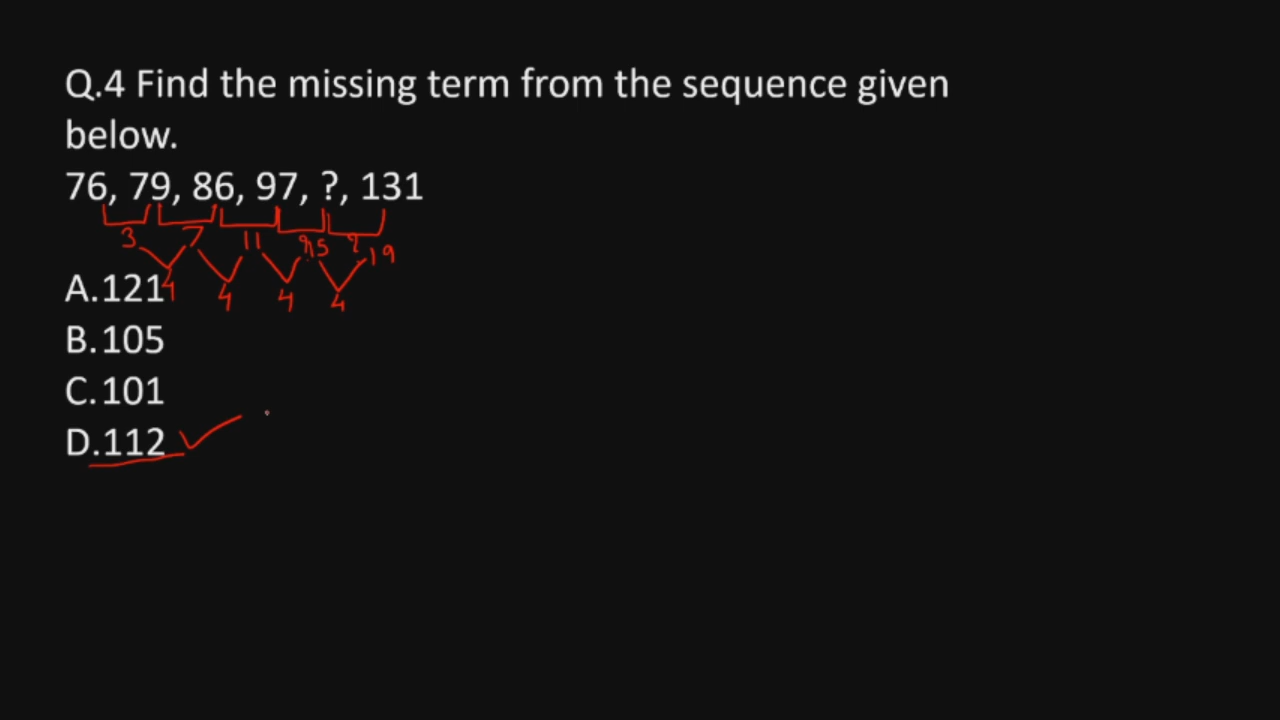 Q.4 Find the missing term from the sequence given
below.
76, 79, 86, 97, ?, 131
3 7 11 15 ? 19
4 4 4 4
A.121
B.105
C.101
D.112